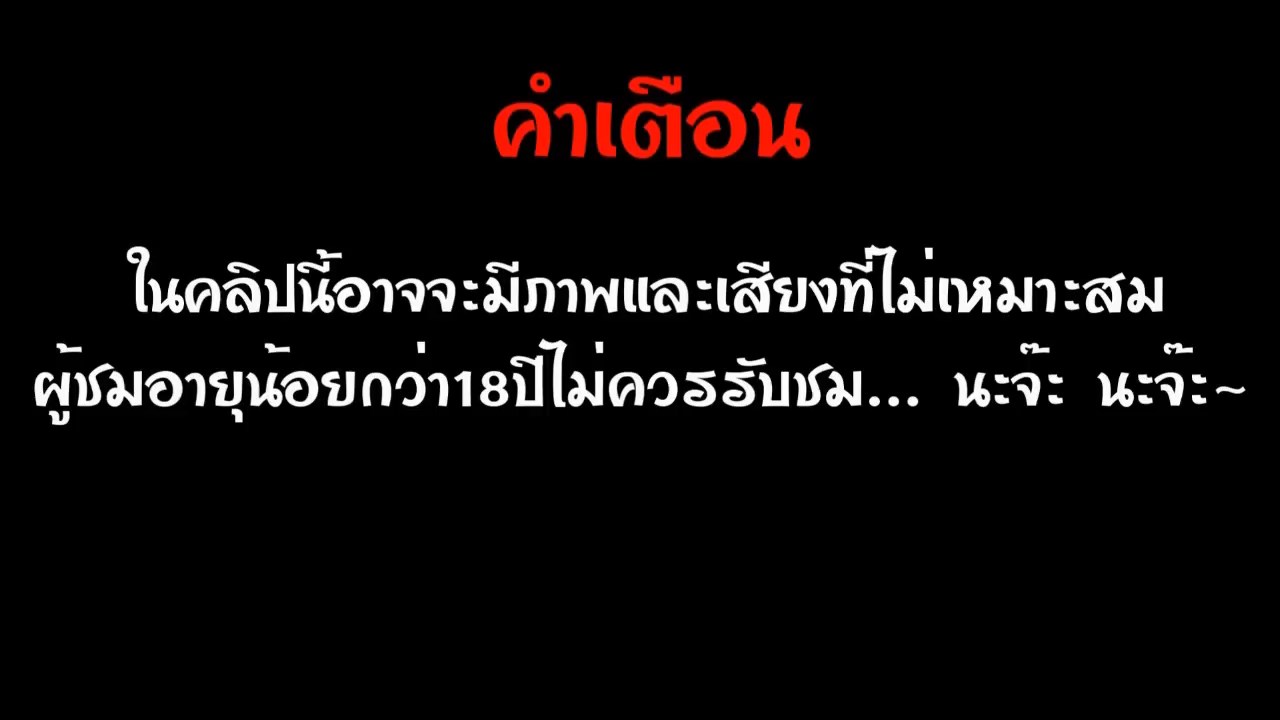 คำเตือน
ในคลิปนี้อาจจะมีภาพและเสียงที่ไม่เหมาะสม
ผู้ชมอายุน้อยกว่า18ปีไม่ควรรับชม... นะจ๊ะ นะจ๊ะ~